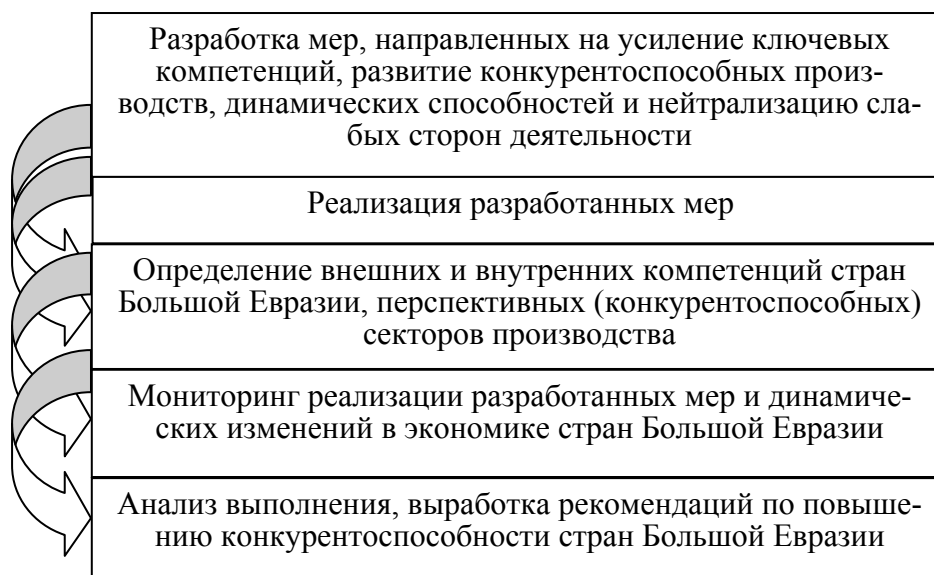 Разработка мер, направленных на усиление ключевых
компетенций, развитие конкурентоспособных произ-
водств, динамических способностей и нейтрализацию сла-
бых сторон деятельности
Реализация разработанных мер
Определение внешних и внутренних компетенций стран
Большой Евразии, перспективных (конкурентоспособных)
секторов производства
Мониторинг реализации разработанных мер и динамиче-
ских изменений в экономике стран Большой Евразии
Анализ выполнения, выработка рекомендаций по повыше-
нию конкурентоспособности стран Большой Евразии